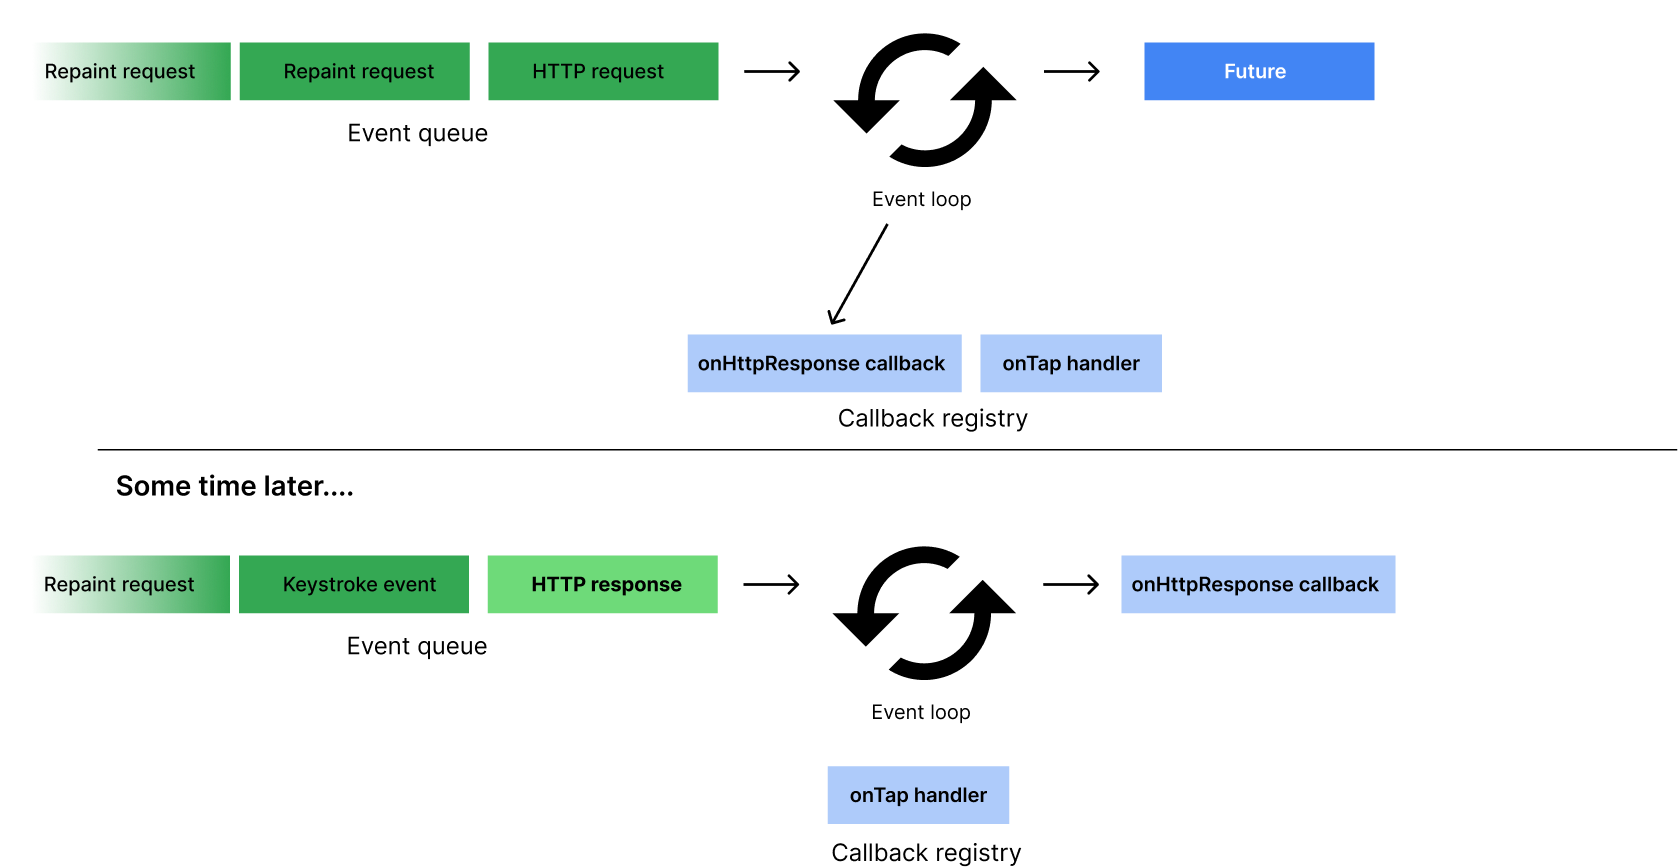 Repaint request
Repaint request
HTTP request
Future
Event queue
Event loop
onHttpResponse callback
onTap handler
Callback registry
Some time later....
Repaint request
Keystroke event
HTTP response
onHttpResponse callback
Event queue
Event loop
onTap handler
Callback registry